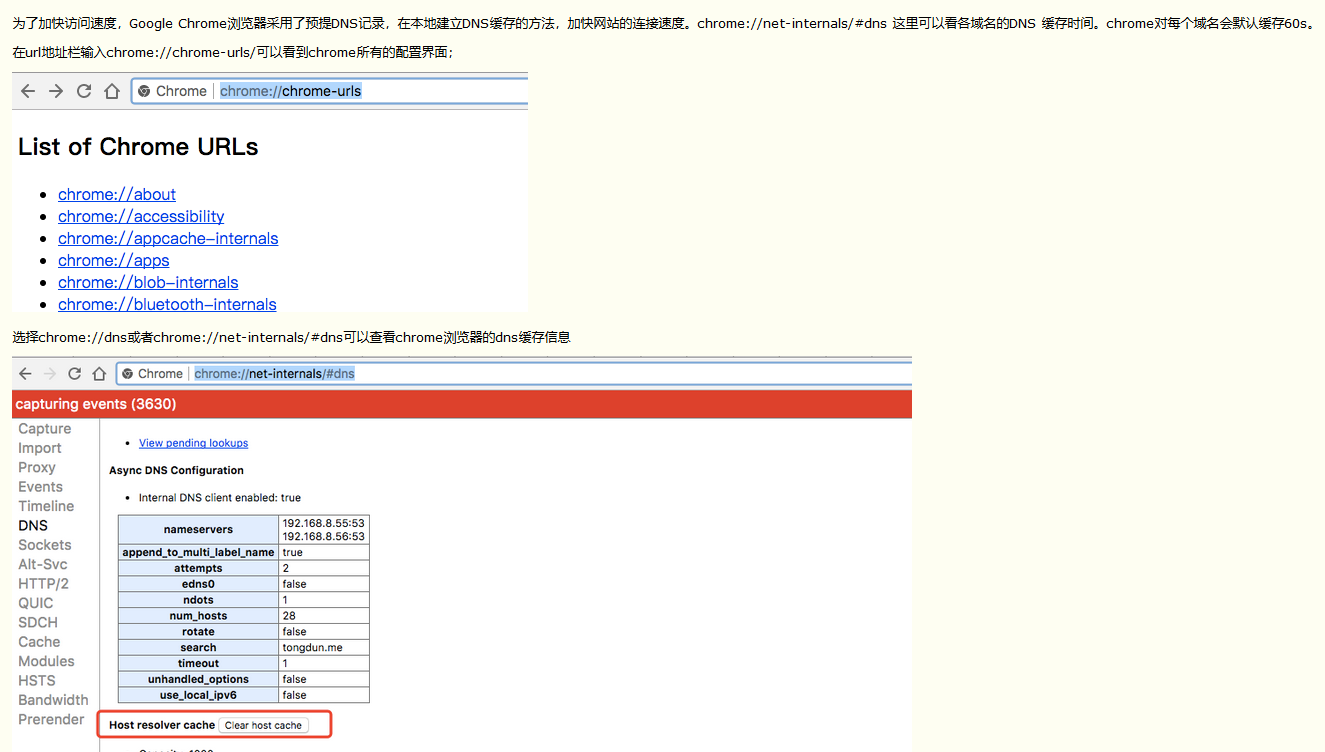 为了加快访问速度，Google Chrome浏览器采用了预提DNS记录，在本地建立DNS缓存的方法，加快网站的连接速度。chrome://net-internals/#dns 这里可以看各域名的DNS 缓存时间。chrome对每个域名会默认缓存60s。
在url地址栏输入chrome://chrome-urls/可以看到chrome所有的配置界面；
Chrome | chrome://chrome-urls
List of Chrome URLs
• chrome://about
• chrome://accessibility
• chrome://appcache-internals
• chrome://apps
• chrome://blob-internals
• chrome://bluetooth-internals
选择chrome://dns或者chrome://net-internals/#dns可以查看chrome浏览器的dns缓存信息
Chrome | chrome://net-internals/#dns
capturing events (3630)
Capture
Import
Proxy
Events
Timeline
DNS
Sockets
Alt-Svc
HTTP/2
QUIC
SDCH
Cache
Modules
HSTS
Bandwidth
Prerender
• View pending lookups
Async DNS Configuration
• Internal DNS client enabled: true
nameservers 192.168.8.55:53
192.168.8.56:53
append_to_multi_label_name true
attempts 2
edns0 false
ndots 1
num_hosts 28
rotate false
search tongdun.me
timeout 1
unhandled_options false
use_local_ipv6 false
Host resolver cache Clear host cache